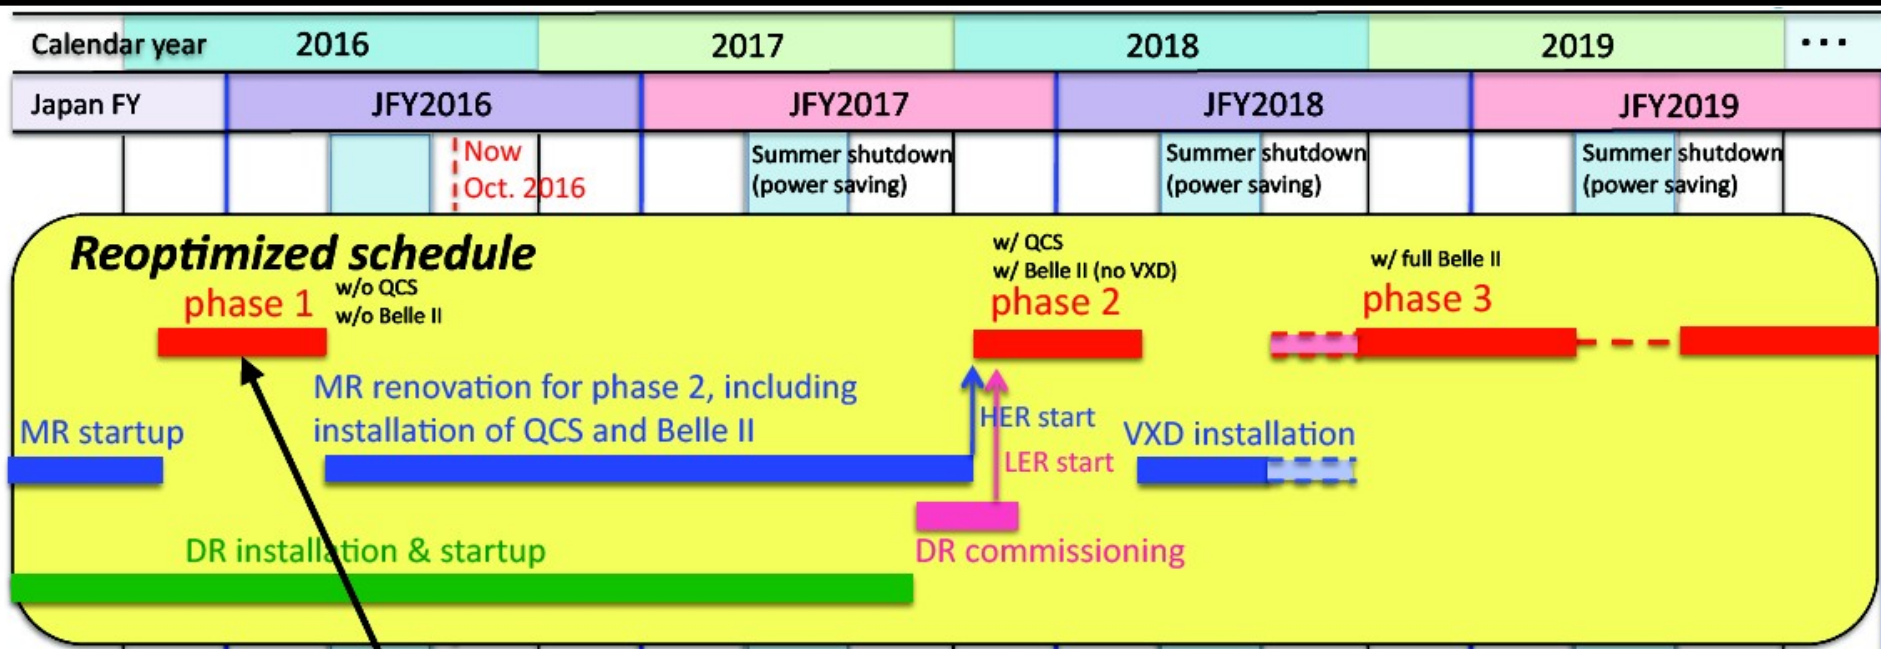 Calendar year 2016 2017 2018 2019 ...
Japan FY JFY2016 JFY2017 JFY2018 JFY2019
Now
Oct. 2016
Summer shutdown
(power saving)
Summer shutdown
(power saving)
Summer shutdown
(power saving)
Reoptimized schedule
phase 1
w/o QCS
w/o Belle II
w/ QCS
w/ Belle II (no VXD)
phase 2
w/ full Belle II
phase 3
MR startup
MR renovation for phase 2, including
installation of QCS and Belle II
HER start
LER start
VXD installation
DR installation & startup
DR commissioning